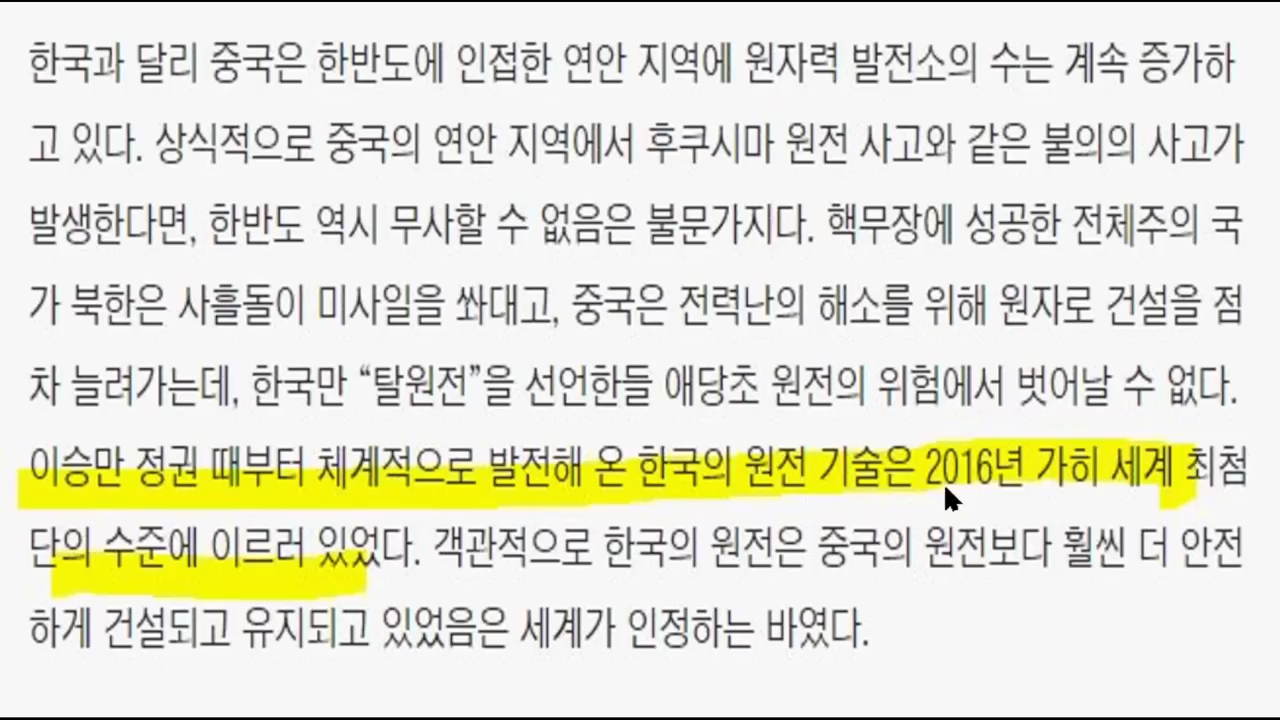 한국과 달리 중국은 한반도에 인접한 연안 지역에 원자력 발전소의 수는 계속 증가하
고 있다. 상식적으로 중국의 연안 지역에서 후쿠시마 원전 사고와 같은 불의의 사고가
발생한다면, 한반도 역시 무사할 수 없음은 불문가지다. 핵무장에 성공한 전체주의 국
가 북한은 사흘돌이 미사일을 쏴대고, 중국은 전력난의 해소를 위해 원자로 건설을 점
차 늘려가는데, 한국만 “탈원전”을 선언한들 애당초 원전의 위험에서 벗어날 수 없다.
이승만 정권 때부터 체계적으로 발전해 온 한국의 원전 기술은 2016년 가히 세계 최첨
단의 수준에 이르러 있었다. 객관적으로 한국의 원전은 중국의 원전보다 훨씬 더 안전
하게 건설되고 유지되고 있었음은 세계가 인정하는 바였다.